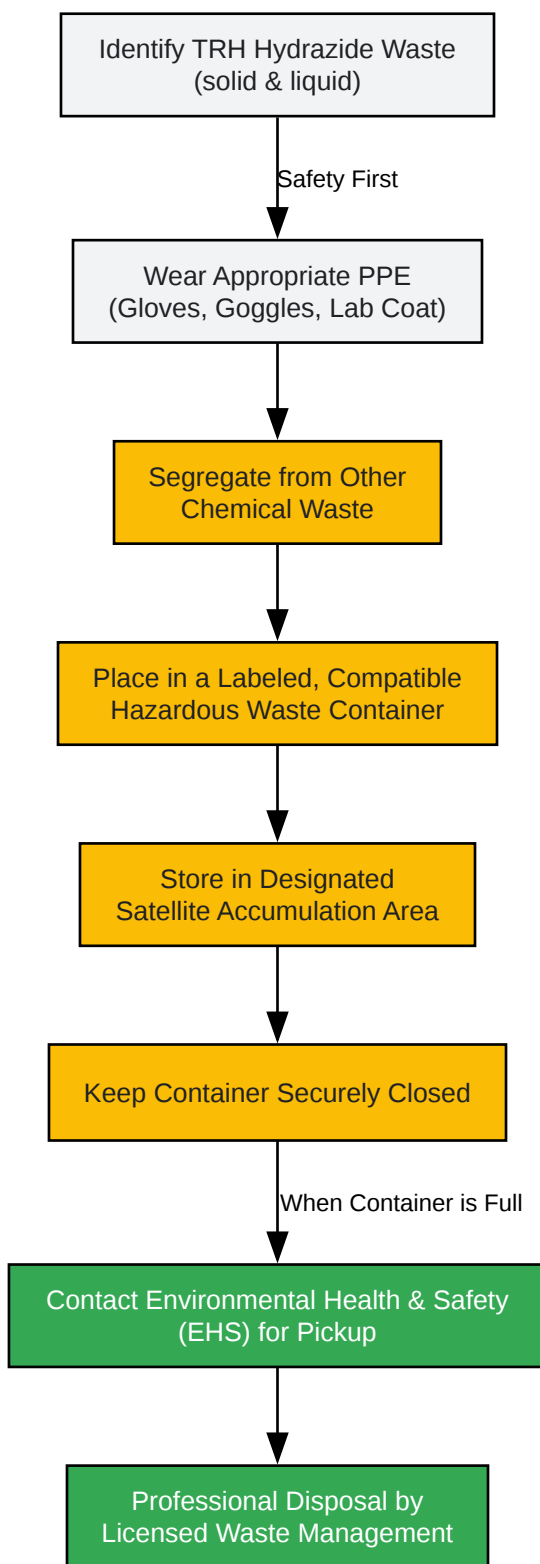 Identify TRH Hydrazide Waste
(solid & liquid)
Safety First
Wear Appropriate PPE
(Gloves, Goggles, Lab Coat)
Segregate from Other
Chemical Waste
Place in a Labeled, Compatible
Hazardous Waste Container
Store in Designated
Satellite Accumulation Area
Keep Container Securely Closed
When Container is Full
Contact Environmental Health & Safety
(EHS) for Pickup
Professional Disposal by
Licensed Waste Management